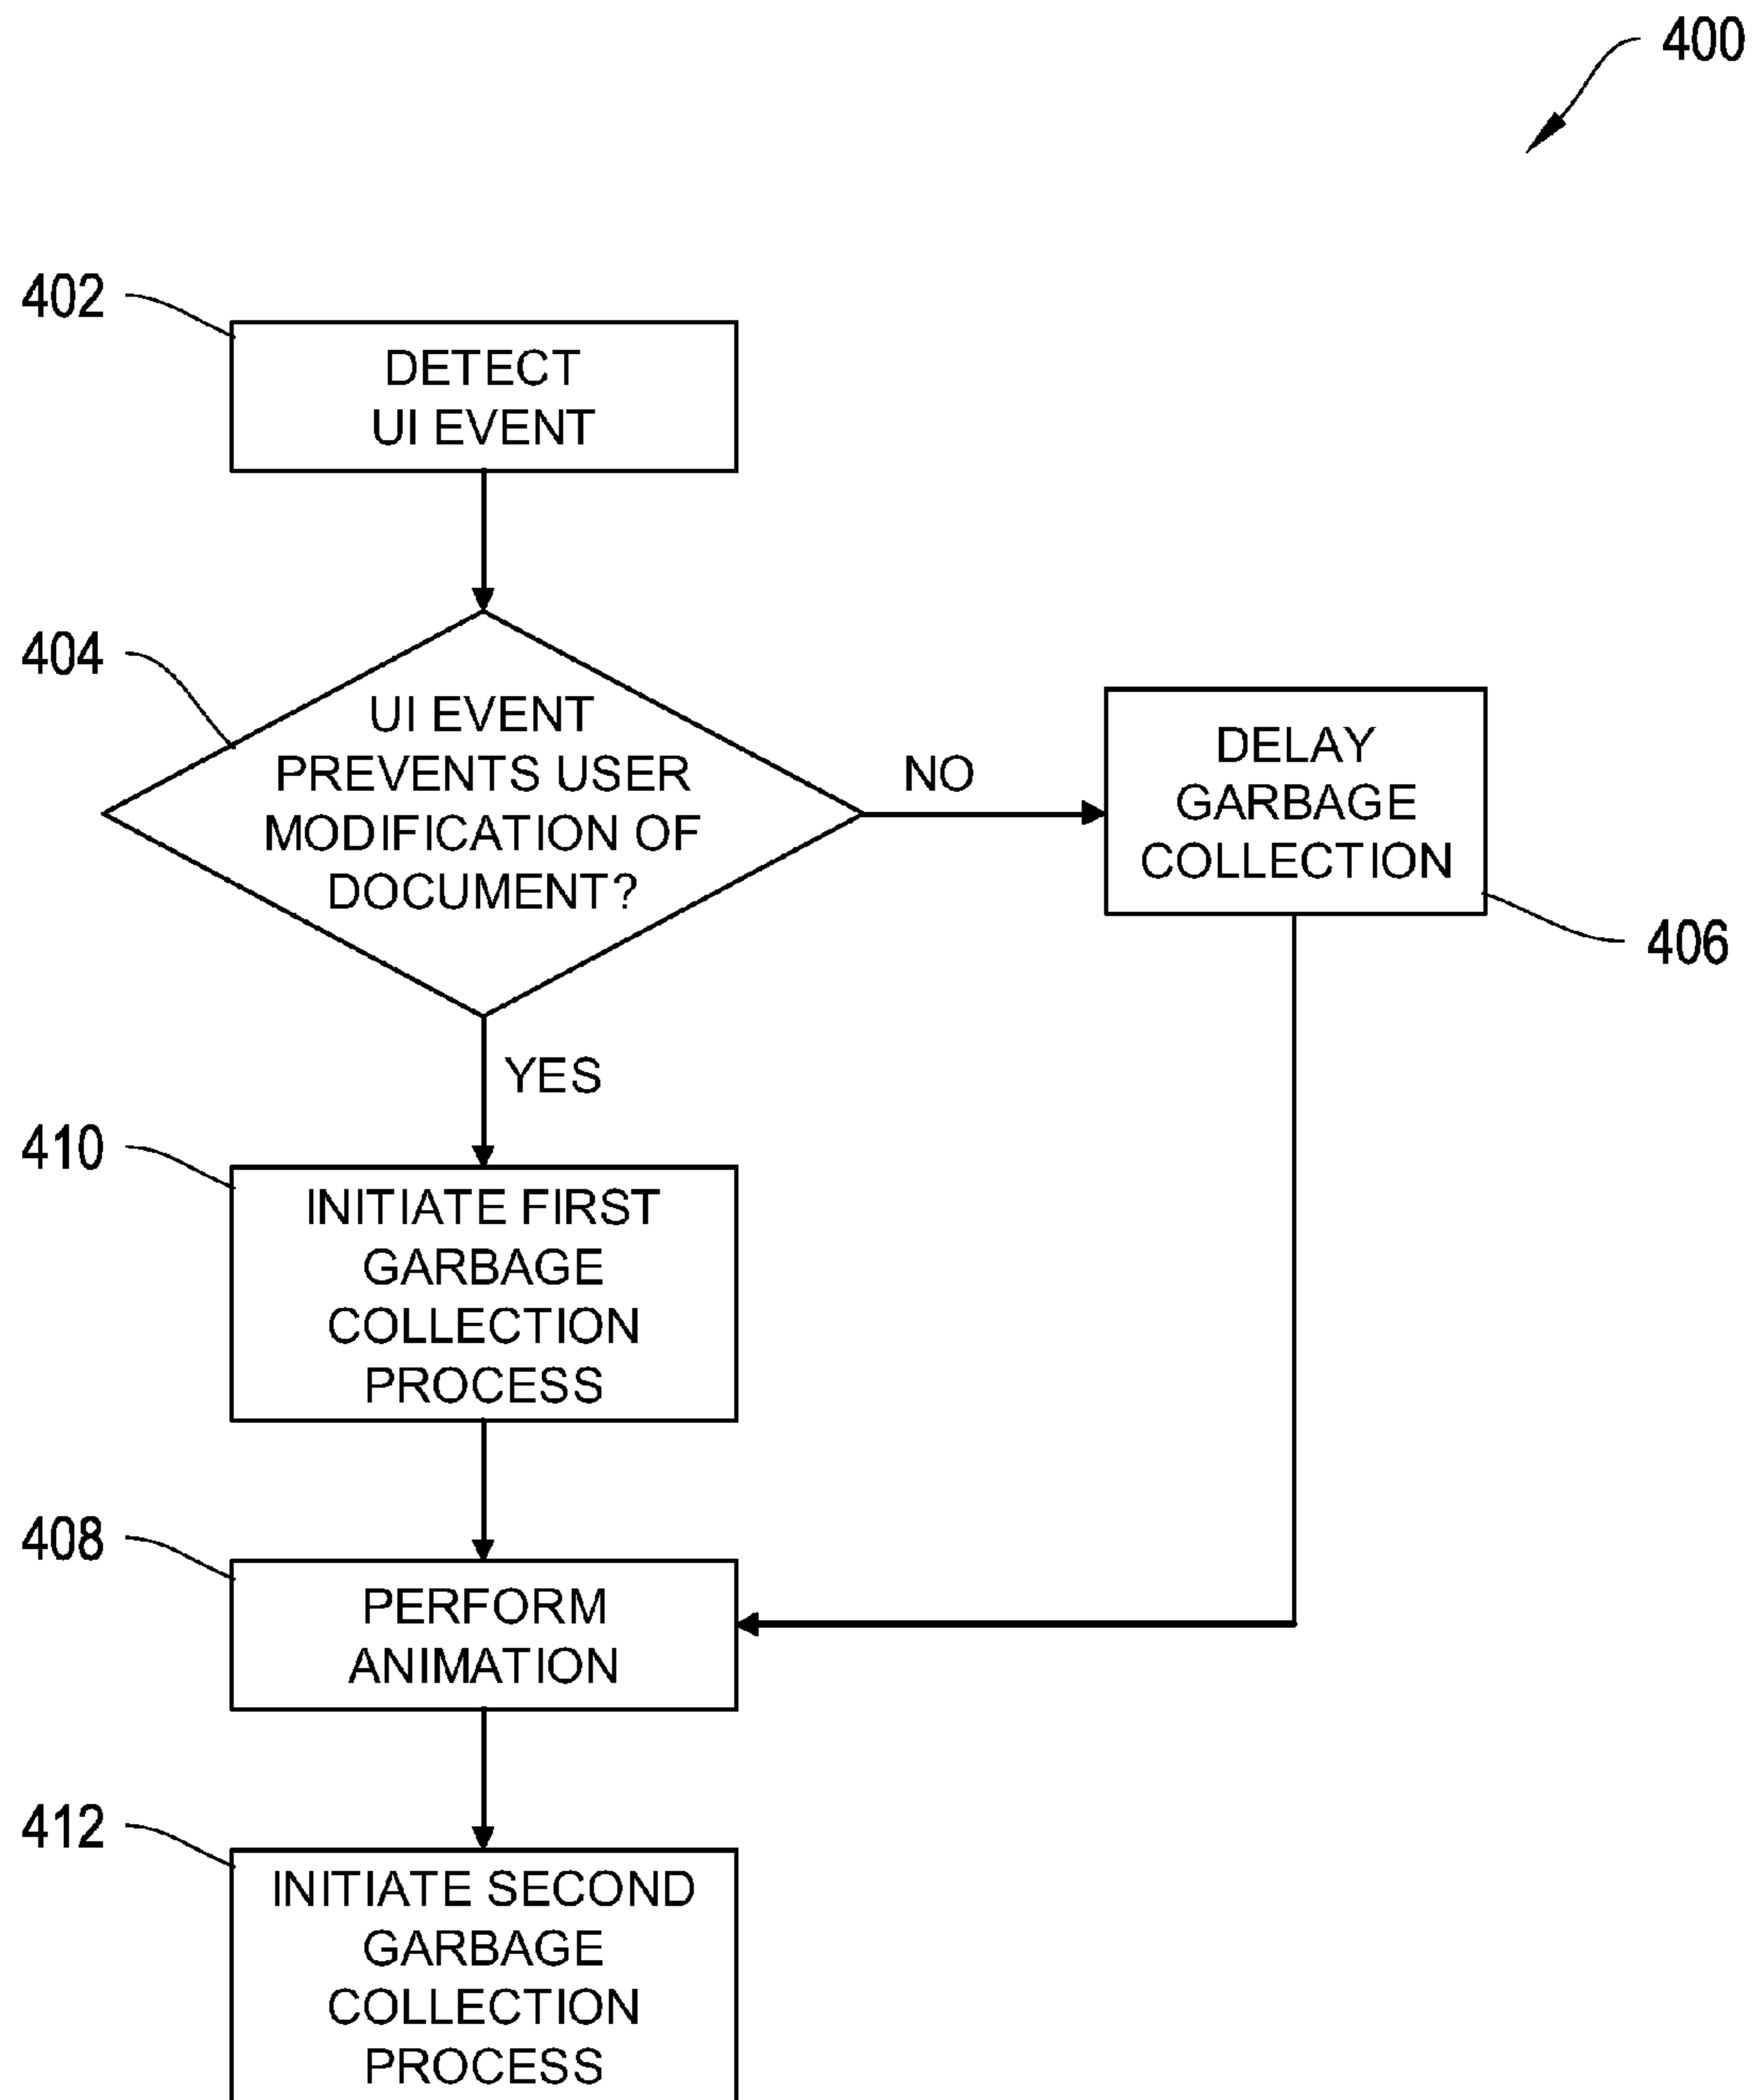 400
402
DETECT
UI EVENT
404
UI EVENT
PREVENTS USER
MODIFICATION OF
DOCUMENT?
NO
DELAY
GARBAGE
COLLECTION
406
YES
410
INITIATE FIRST
GARBAGE
COLLECTION
PROCESS
408
PERFORM
ANIMATION
412
INITIATE SECOND
GARBAGE
COLLECTION
PROCESS